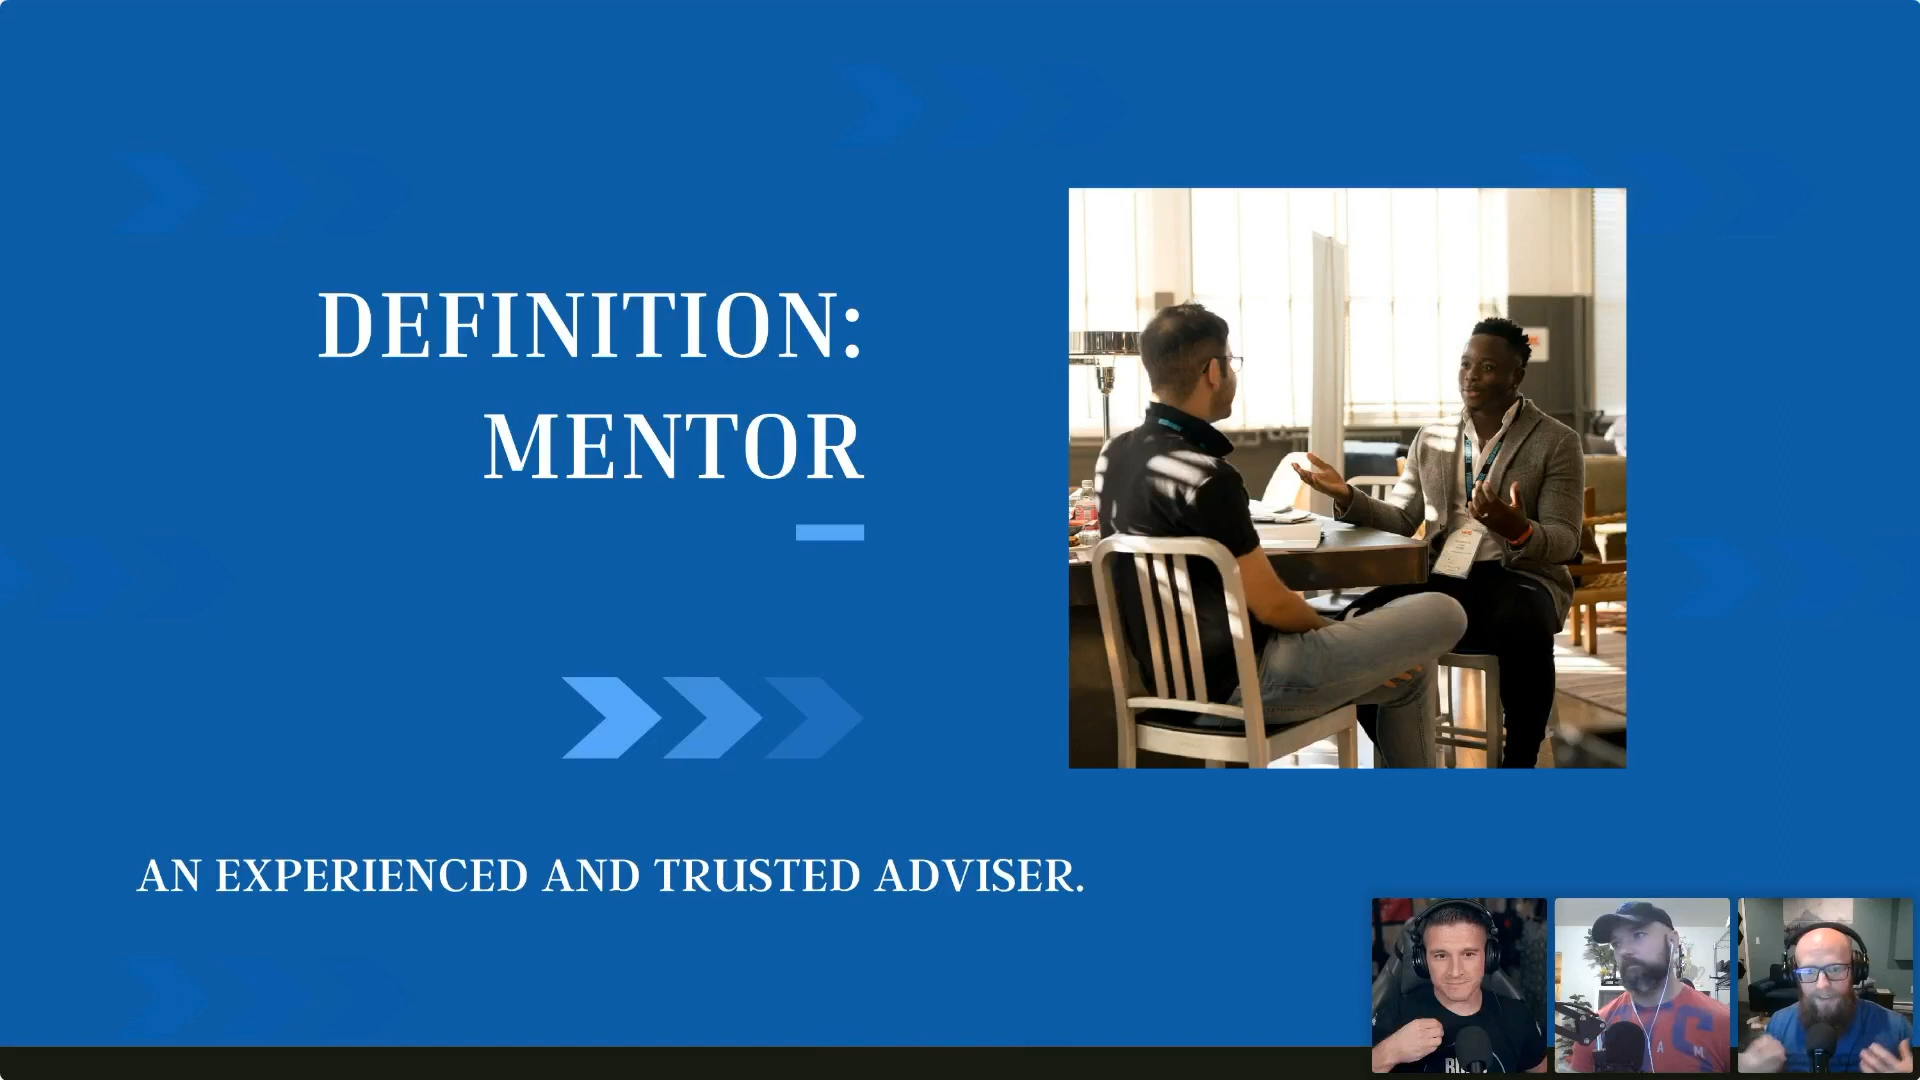 DEFINITION:
MENTOR
AN EXPERIENCED AND TRUSTED ADVISER.